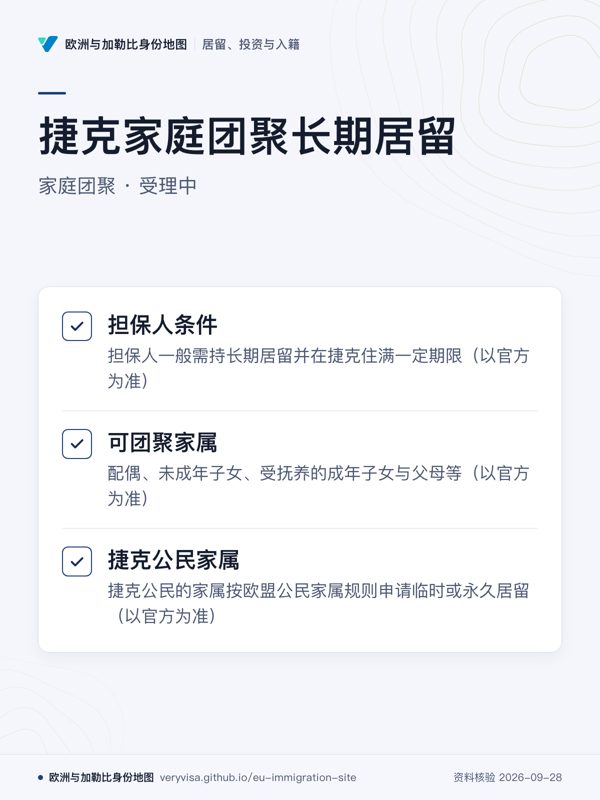 欧洲与加勒比身份地图 居留、投资与入籍
捷克家庭团聚长期居留
家庭团聚 · 受理中
担保人条件
担保人一般需持长期居留并在捷克住满一定期限（以官方
为准）
可团聚家属
配偶、未成年子女、受抚养的成年子女与父母等（以官方
为准）
捷克公民家属
捷克公民的家属按欧盟公民家属规则申请临时或永久居留
（以官方为准）
欧洲与加勒比身份地图 veryvisa.github.io/eu-immigration-site 资料核验 2026-09-28